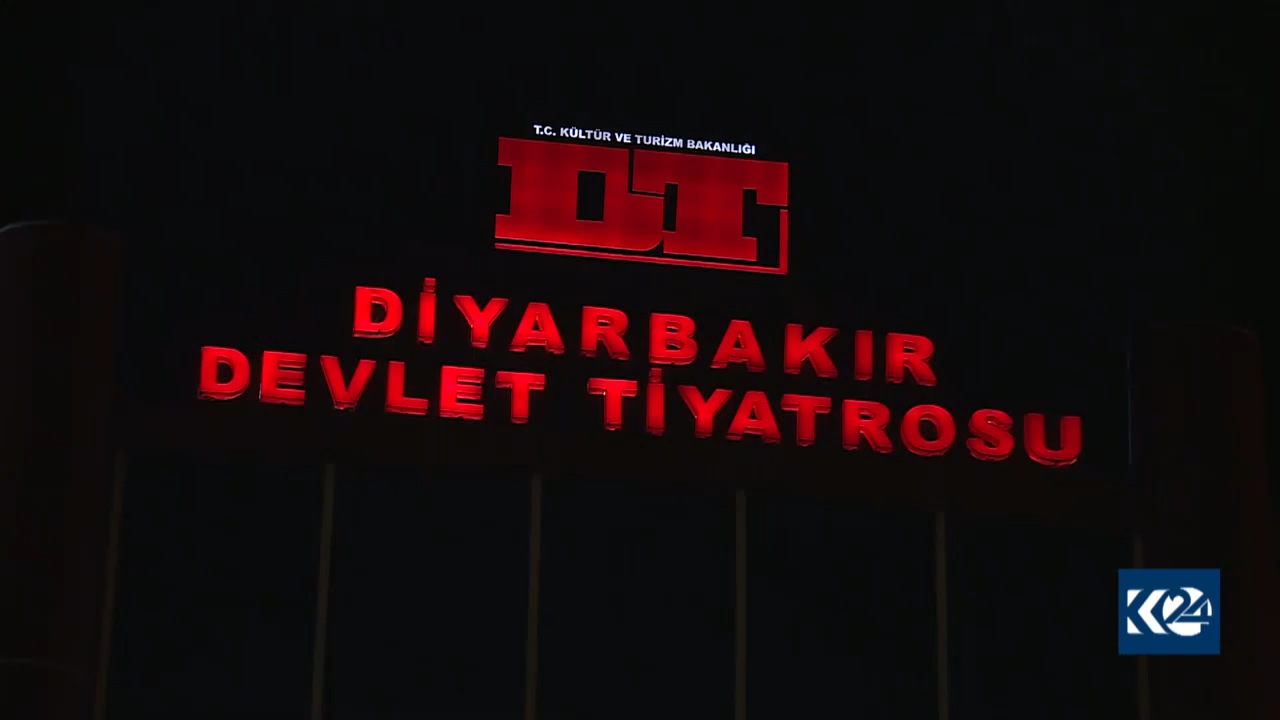 T.C. KÜLTÜR VE TURİZM BAKANLIĞI
DT
DİYARBAKIR
DEVLET TİYATROSU
K24